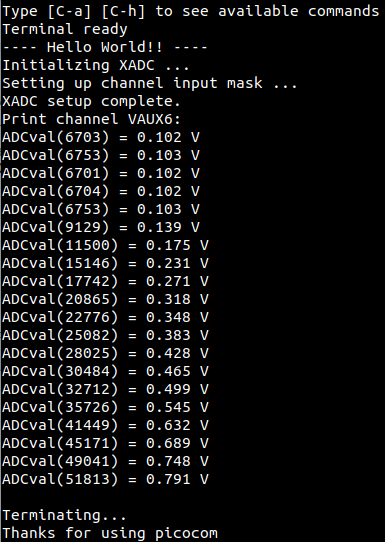 Type [C-a] [C-h] to see available commands
Terminal ready
---- Hello World!! ----
Initializing XADC ...
Setting up channel input mask ...
XADC setup complete.
Print channel VAUX6:
ADCval(6703) = 0.102 V
ADCval(6753) = 0.103 V
ADCval(6701) = 0.102 V
ADCval(6704) = 0.102 V
ADCval(6753) = 0.103 V
ADCval(9129) = 0.139 V
ADCval(11500) = 0.175 V
ADCval(15146) = 0.231 V
ADCval(17742) = 0.271 V
ADCval(20865) = 0.318 V
ADCval(22776) = 0.348 V
ADCval(25082) = 0.383 V
ADCval(28025) = 0.428 V
ADCval(30484) = 0.465 V
ADCval(32712) = 0.499 V
ADCval(35726) = 0.545 V
ADCval(41449) = 0.632 V
ADCval(45171) = 0.689 V
ADCval(49041) = 0.748 V
ADCval(51813) = 0.791 V
Terminating...
Thanks for using picocom